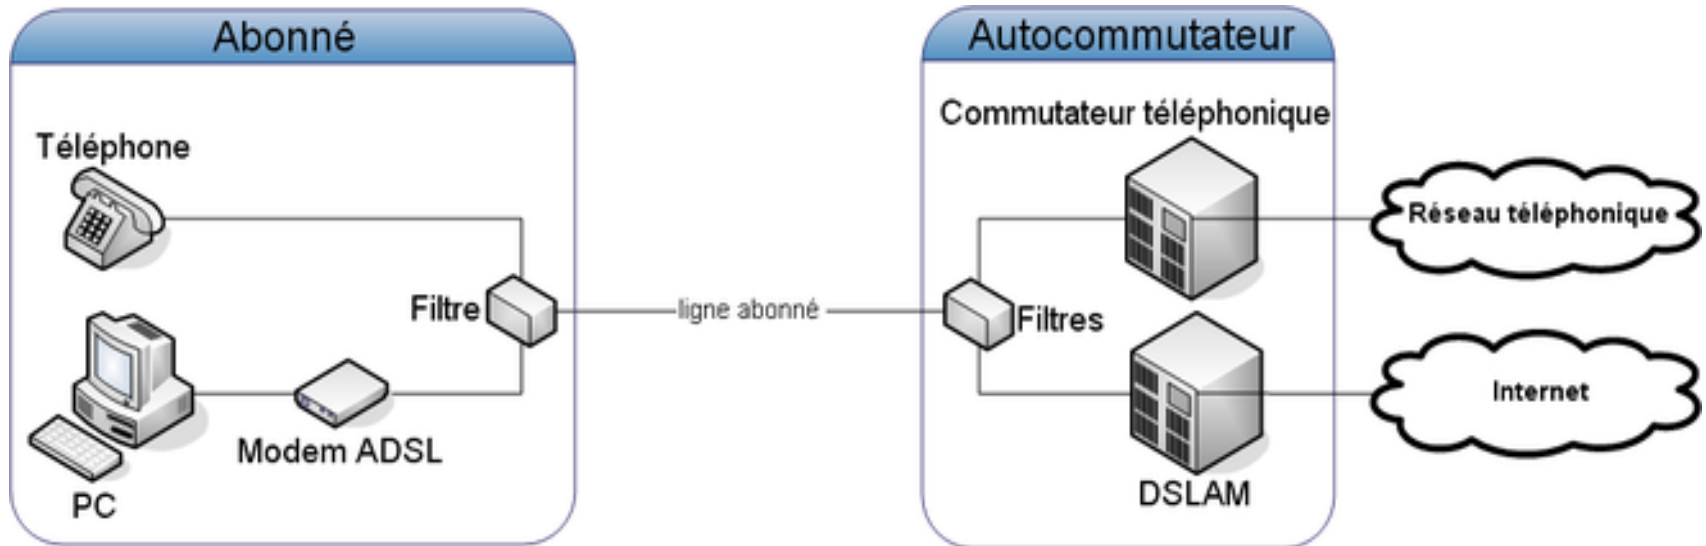 Abonné
Téléphone
Filtre
Modem ADSL
PC
ligne abonné
Autocommutateur
Commutateur téléphonique
Filtres
DSLAM
Réseau téléphonique
Internet